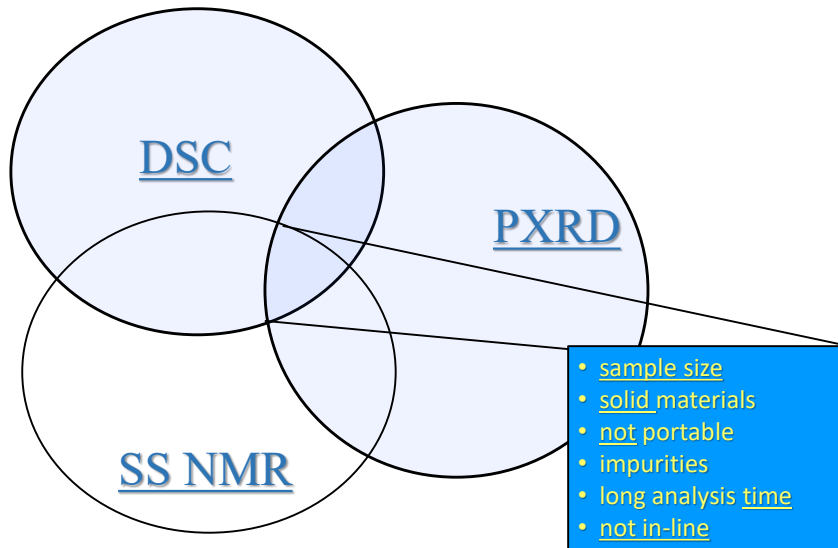 DSC
PXRD
SS NMR
• sample size
• solid materials
• not portable
• impurities
• long analysis time
• not in-line